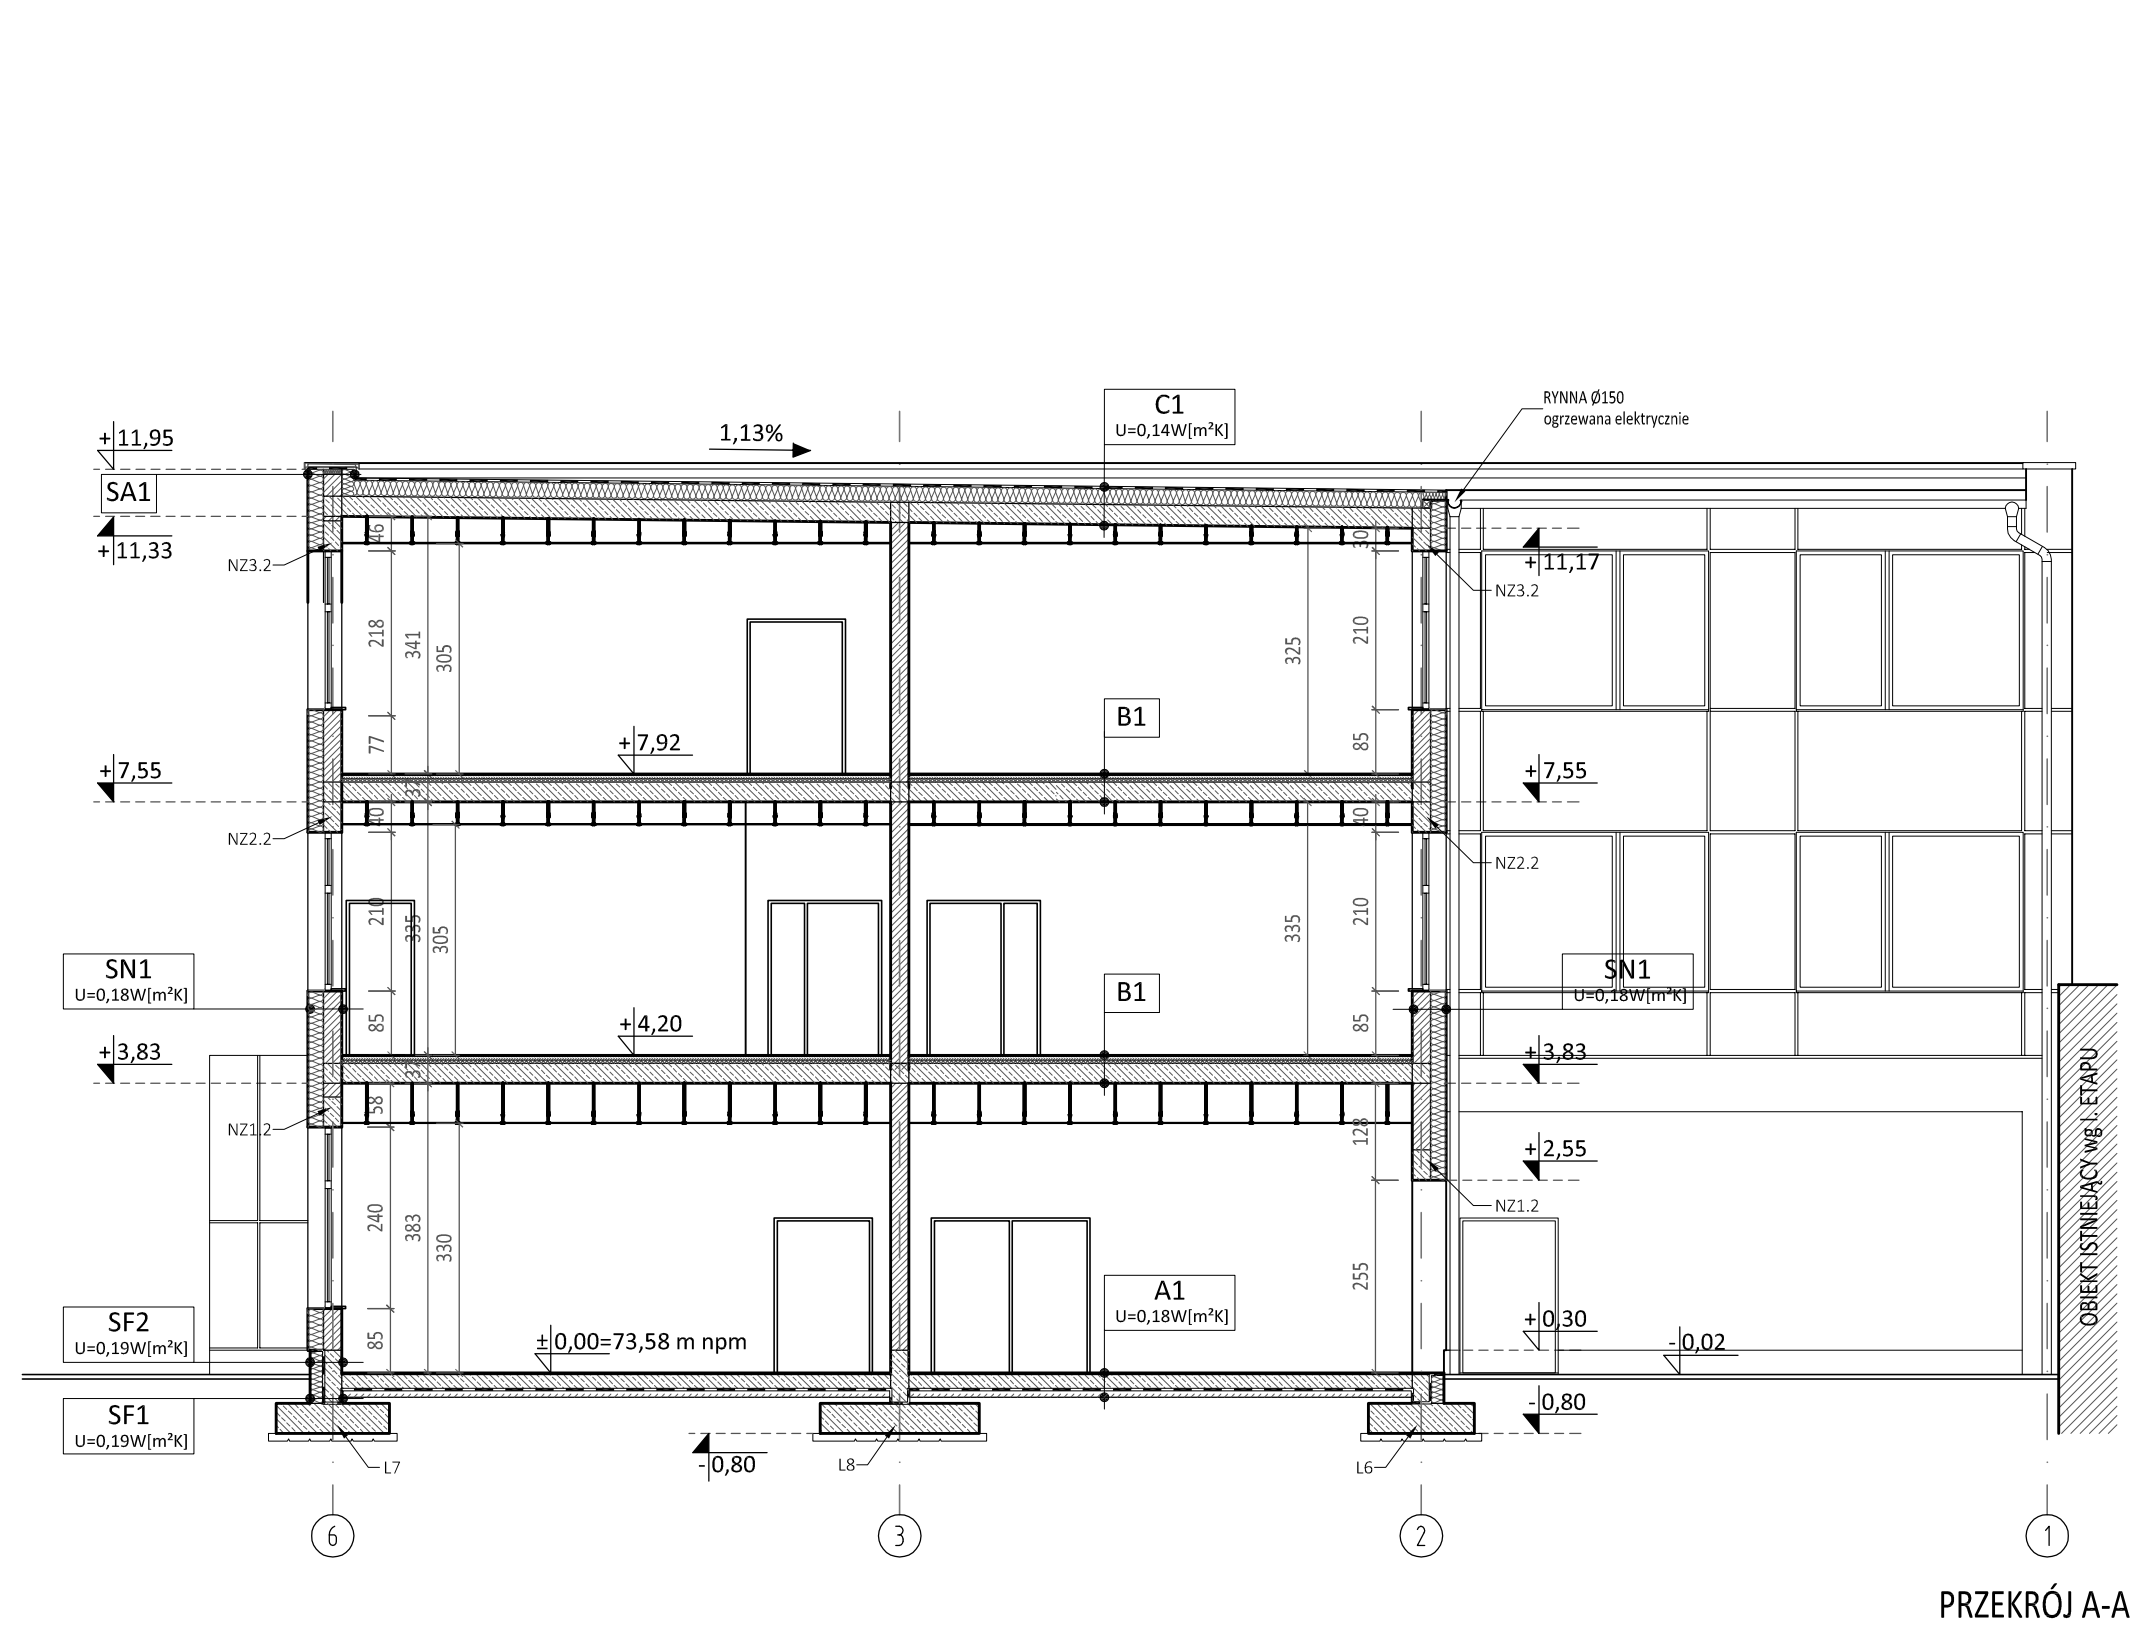 RYNNA Ø150
ogrzewana elektrycznie
C1
U=0,14W[m²K]
1,13%
+11,95
SA1
+11,33
NZ3.2
46
30
+11,17
NZ3.2
218
341
305
325
210
77
85
B1
+7,92
+7,55
+7,55
37
40
40
NZ2.2
NZ2.2
210
335
305
335
210
SN1
U=0,18W[m²K]
SN1
U=0,18W[m²K]
B1
85
85
+4,20
+3,83
+3,83
37
58
NZ1.2
128
+2,55
NZ1.2
240
383
330
255
OBIEKT ISTNIEJĄCY wg I. ETAPU
A1
U=0,18W[m²K]
SF2
U=0,19W[m²K]
85
±0,00=73,58 m npm
+0,30
-0,02
SF1
U=0,19W[m²K]
-0,80
-0,80
L7
L8
L6
6
3
2
1
PRZEKRÓJ A-A